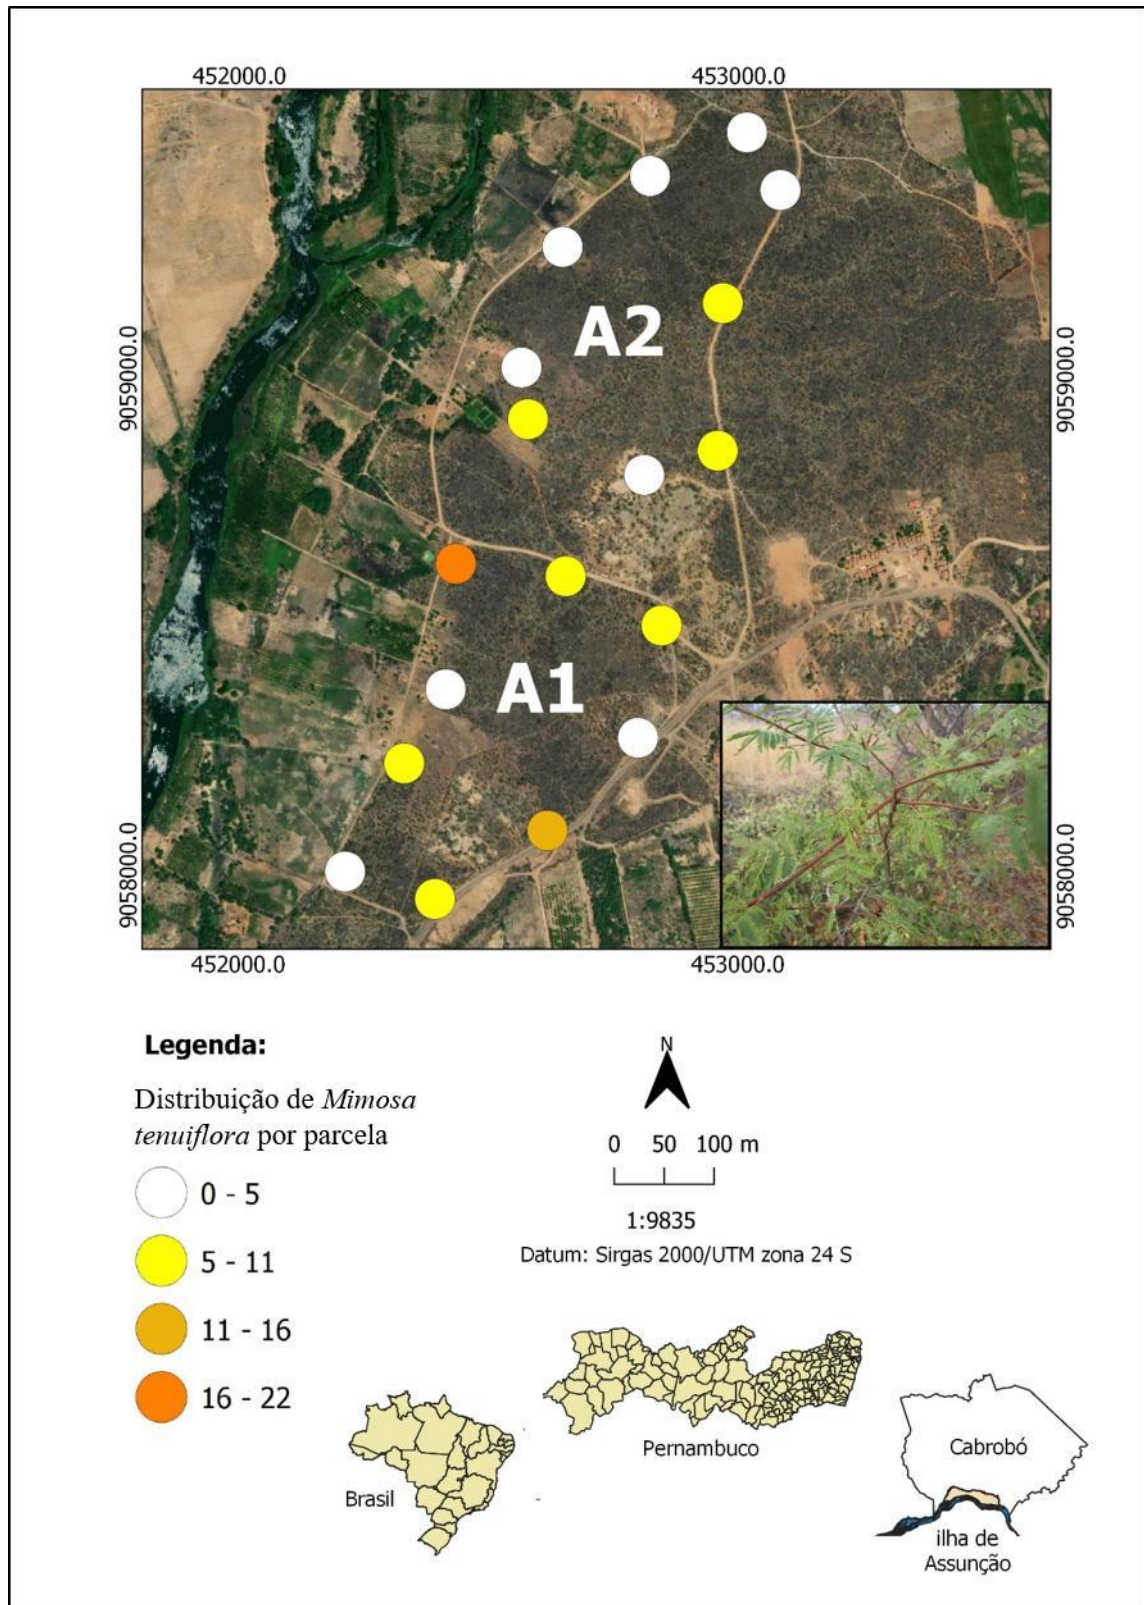 452000.0
453000.0
9059000.0
9059000.0
A2
A1
9058000.0
9058000.0
452000.0
453000.0
Legenda:
Distribuição de Mimosa
tenuiflora por parcela
0 - 5
5 - 11
11 - 16
16 - 22
N
0 50 100 m
1:9835
Datum: Sirgas 2000/UTM zona 24 S
Brasil
Pernambuco
Cabrobó
ilha de
Assunção